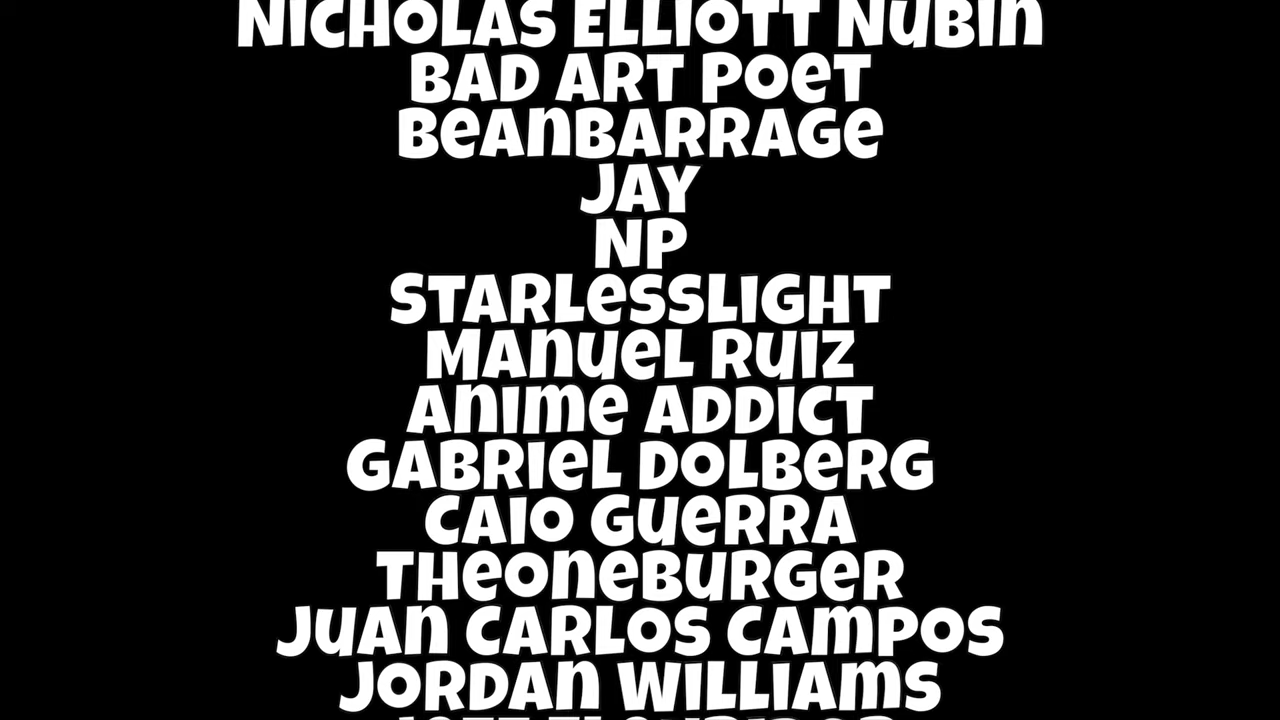 Nicholas Elliott Nubin
Bad Art Poet
BeanBarrage
Jay
NP
Starlesslight
Manuel Ruiz
Anime Addict
Gabriel Dolberg
Caio Guerra
TheOneBurger
Juan Carlos Campos
Jordan Williams